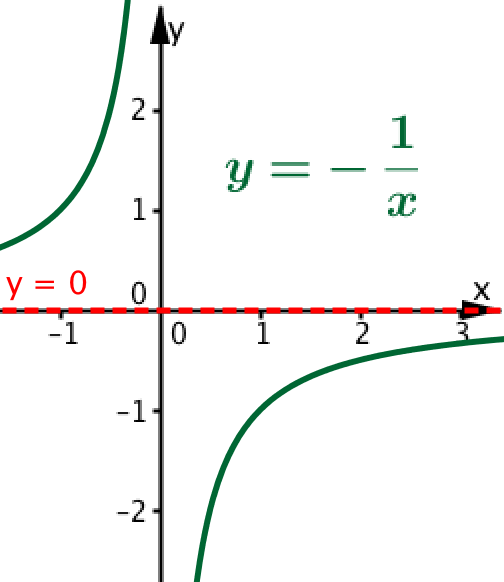 y
2
y = − 1/x
1
y = 0
0
x
-1 0 1 2 3
-1
-2